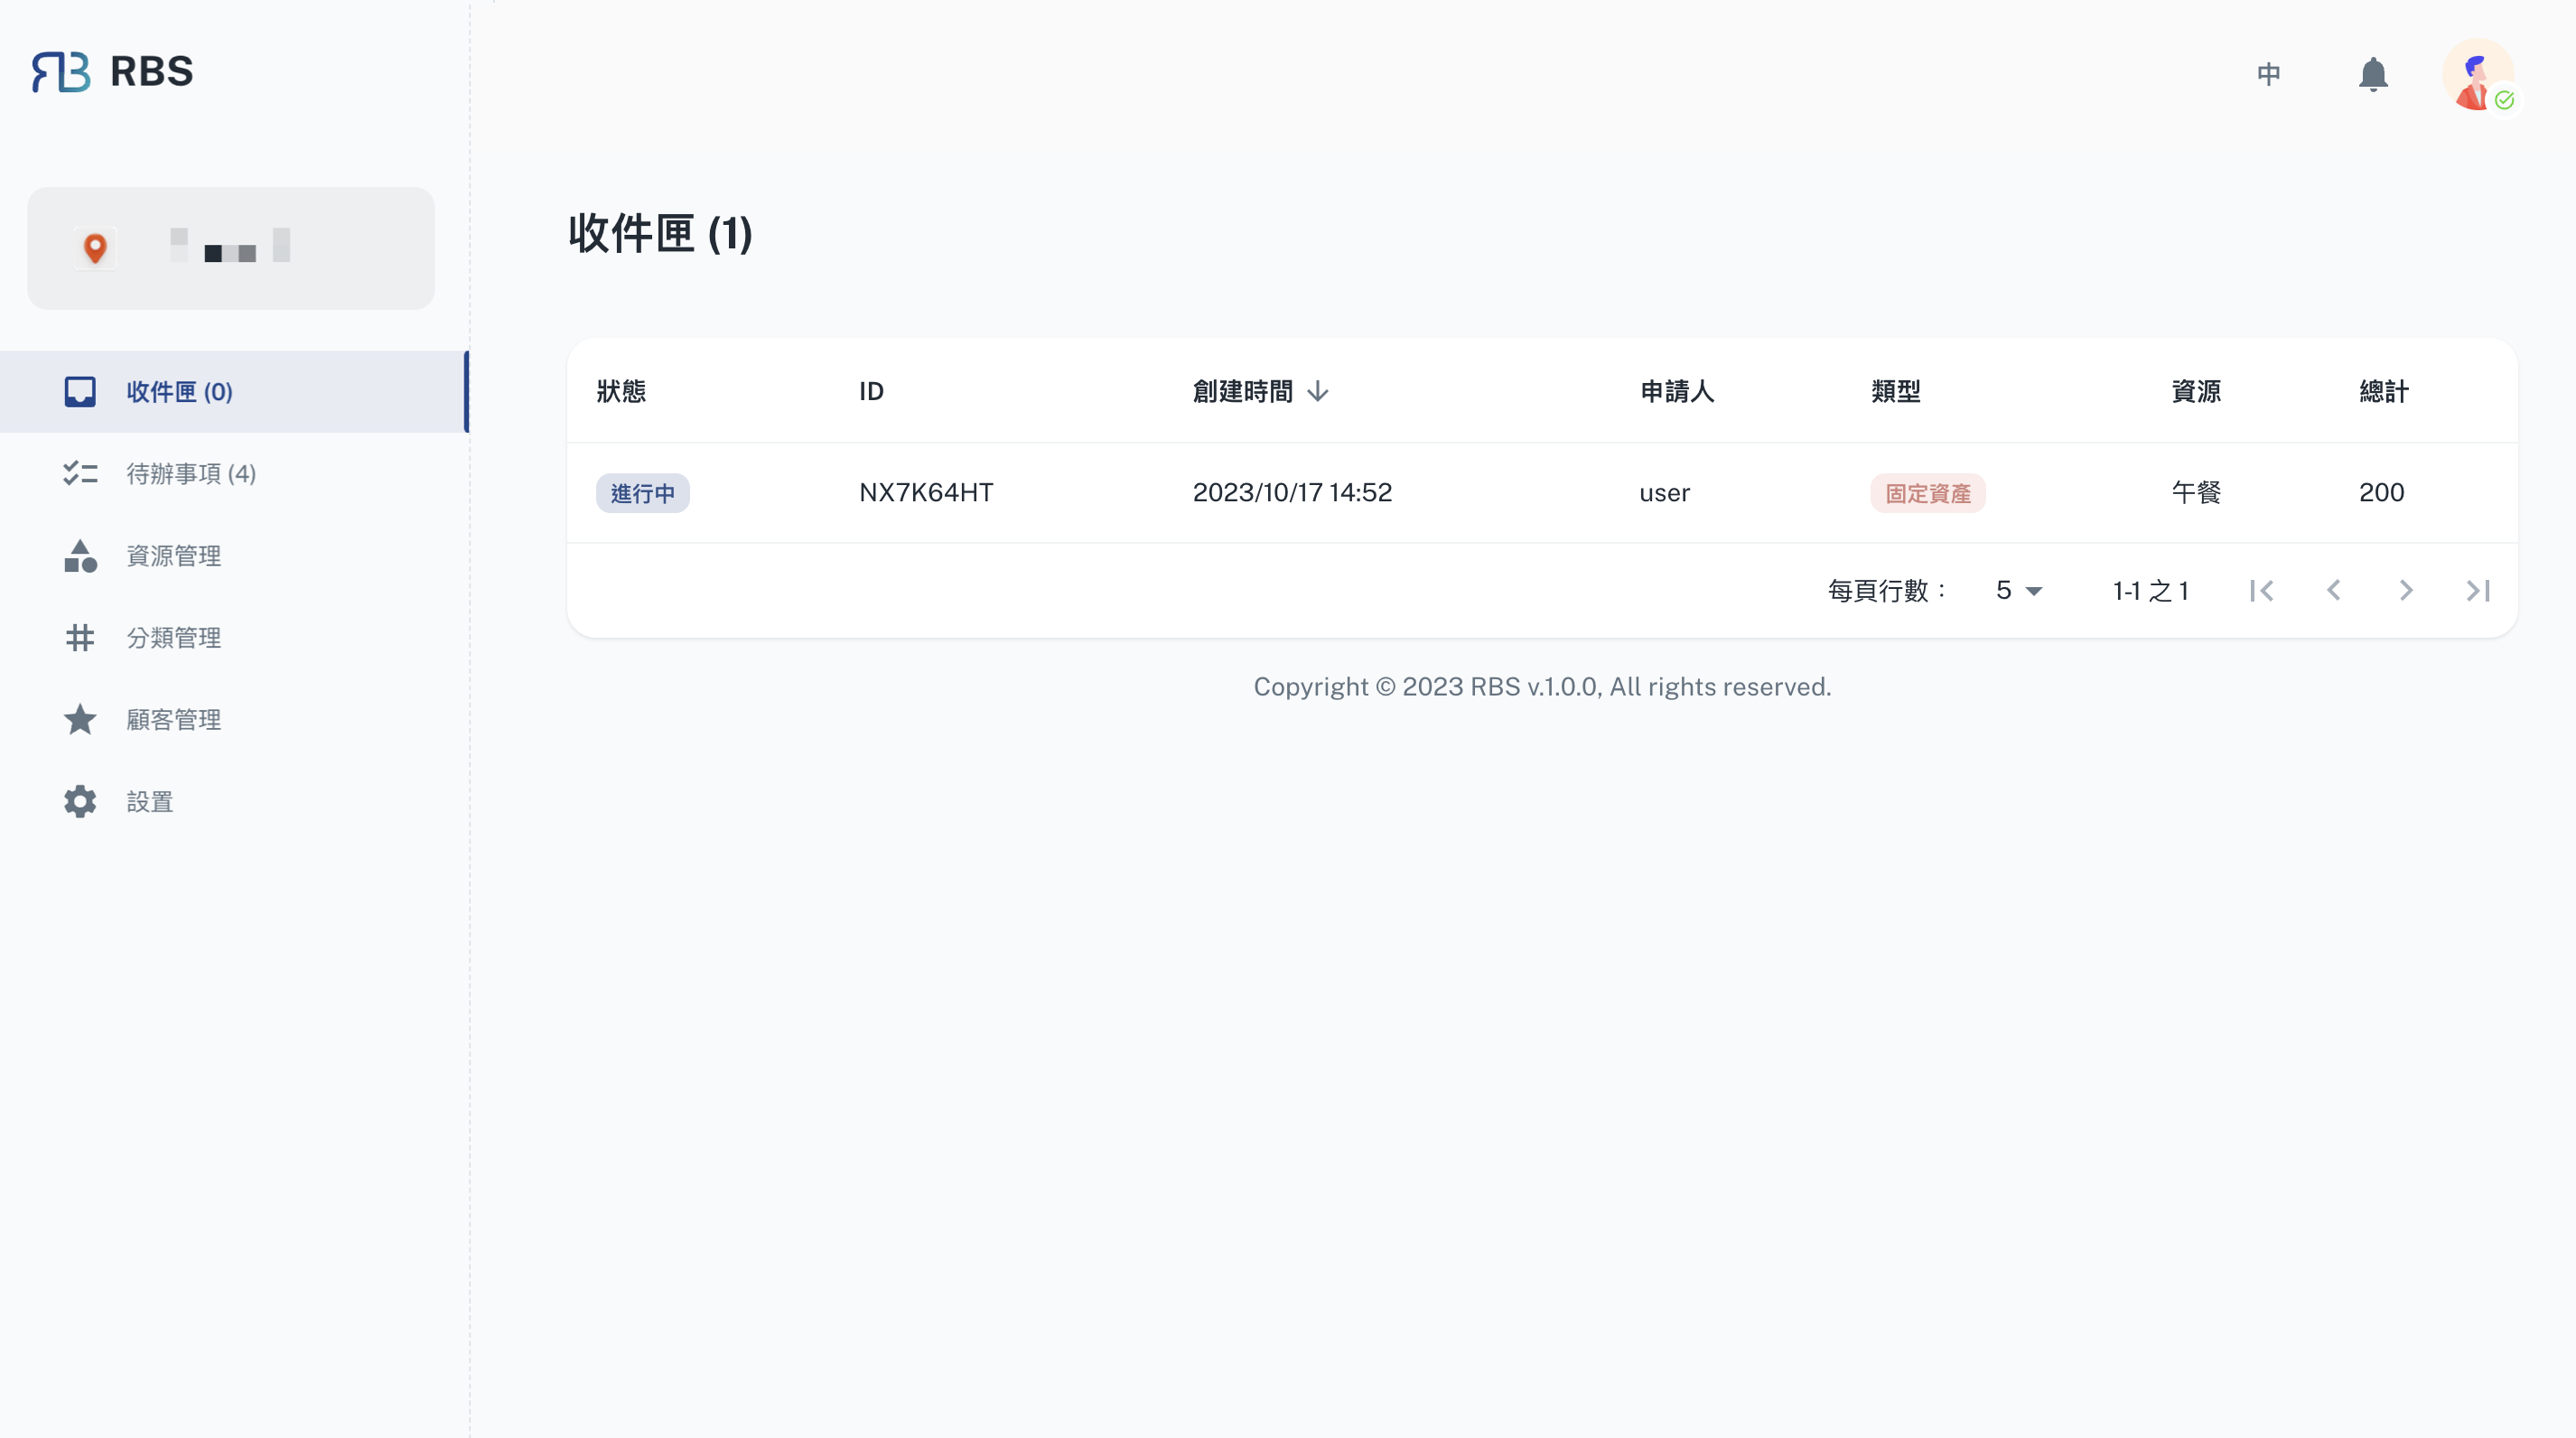 RBS
中
收件匣 (1)
收件匣 (0)
待辦事項 (4)
資源管理
分類管理
顧客管理
設置
狀態 ID 創建時間 申請人 類型 資源 總計
進行中 NX7K64HT 2023/10/17 14:52 user 固定資產 午餐 200
每頁行數： 5 1-1 之 1
Copyright © 2023 RBS v.1.0.0, All rights reserved.